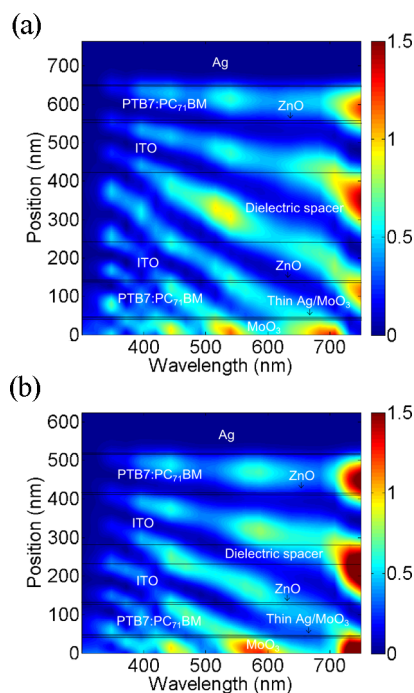 (a)
700
600
500
400
300
200
100
0
Position (nm)
Ag
PTB7:PC71BM
ZnO
ITO
Dielectric spacer
ITO
ZnO
PTB7:PC71BM
Thin Ag/MoO3
MoO3
400
500
600
700
Wavelength (nm)
1.5
1
0.5
0
(b)
600
500
400
300
200
100
0
Position (nm)
Ag
PTB7:PC71BM
ZnO
ITO
Dielectric spacer
ITO
ZnO
PTB7:PC71BM
Thin Ag/MoO3
MoO3
400
500
600
700
Wavelength (nm)
1.5
1
0.5
0